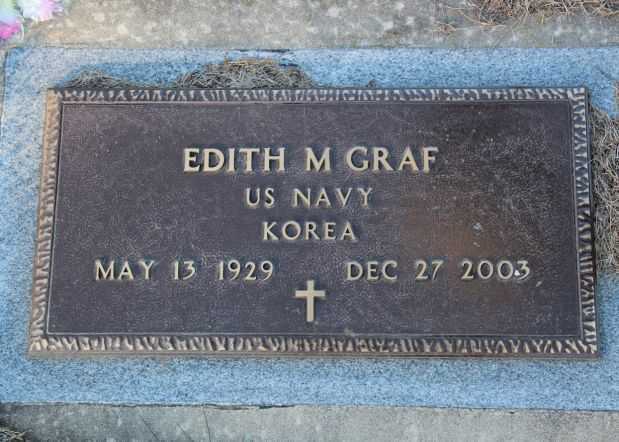 EDITH M GRAF
US NAVY
KOREA
MAY 13 1929 DEC 27 2003